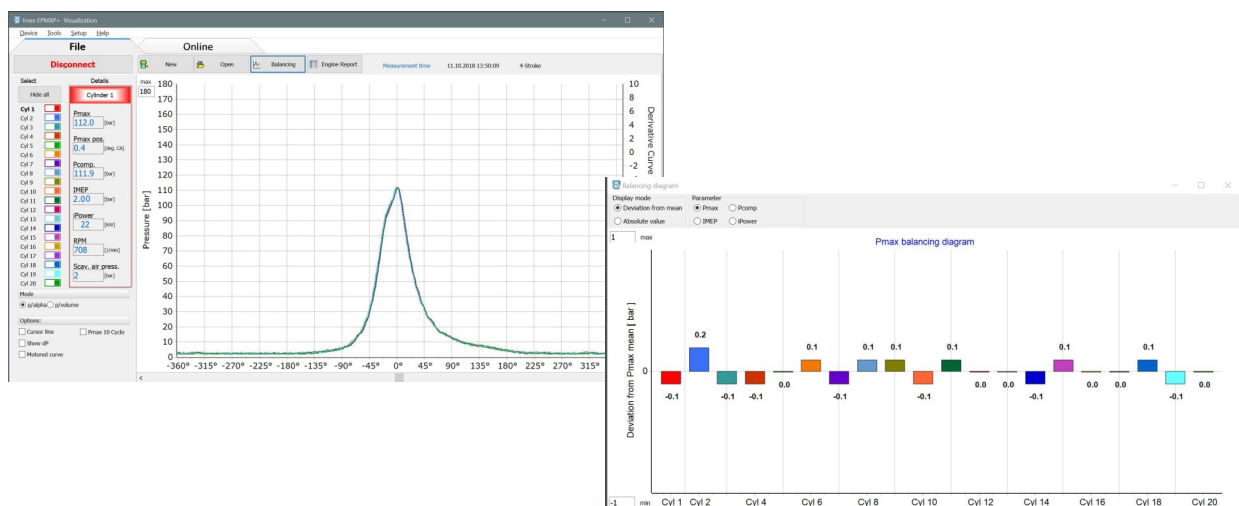 Imes EPMXP+ Visualization
Device Tools Setup Help
File Online
Disconnect
New Open Balancing Engine Report Measurement time 11.10.2018 13:50:09 4-Stroke
Select Details
Hide all Cylinder 1
Cyl 1
Cyl 2
Cyl 3
Cyl 4
Cyl 5
Cyl 6
Cyl 7
Cyl 8
Cyl 9
Cyl 10
Cyl 11
Cyl 12
Cyl 13
Cyl 14
Cyl 15
Cyl 16
Cyl 17
Cyl 18
Cyl 19
Cyl 20
Pmax
112.0 [bar]
Pmax pos.
0.4 [deg. CA]
Pcomp.
111.9 [bar]
IMEP
2.00 [bar]
iPower
22 [kW]
RPM
708 [1/min]
Scav. air press.
2 [bar]
Mode
p/alpha p/volume
Options:
Cursor line Pmax 10 Cycle
Show dP
Motored curve
max
180
180
170
160
150
140
130
120
110
100
90
80
70
60
50
40
30
20
10
0
Pressure [bar]
-360° -315° -270° -225° -180° -135° -90° -45° 0° 45° 90° 135° 180° 225° 270° 315°
10
8
6
4
2
0
-2
Derivative Curve
Balancing diagram
Display mode Parameter
Deviation from mean Pmax Pcomp
Absolute value IMEP iPower
1 max
Pmax balancing diagram
Deviation from Pmax mean [ bar ]
0
-0.1 0.2 -0.1 -0.1 0.0 0.1 -0.1 0.1 0.1 -0.1 0.1 0.0 0.0 -0.1 0.1 0.0 0.0 0.1 -0.1 0.0
-1 min
Cyl 1 Cyl 2 Cyl 4 Cyl 6 Cyl 8 Cyl 10 Cyl 12 Cyl 14 Cyl 16 Cyl 18 Cyl 20